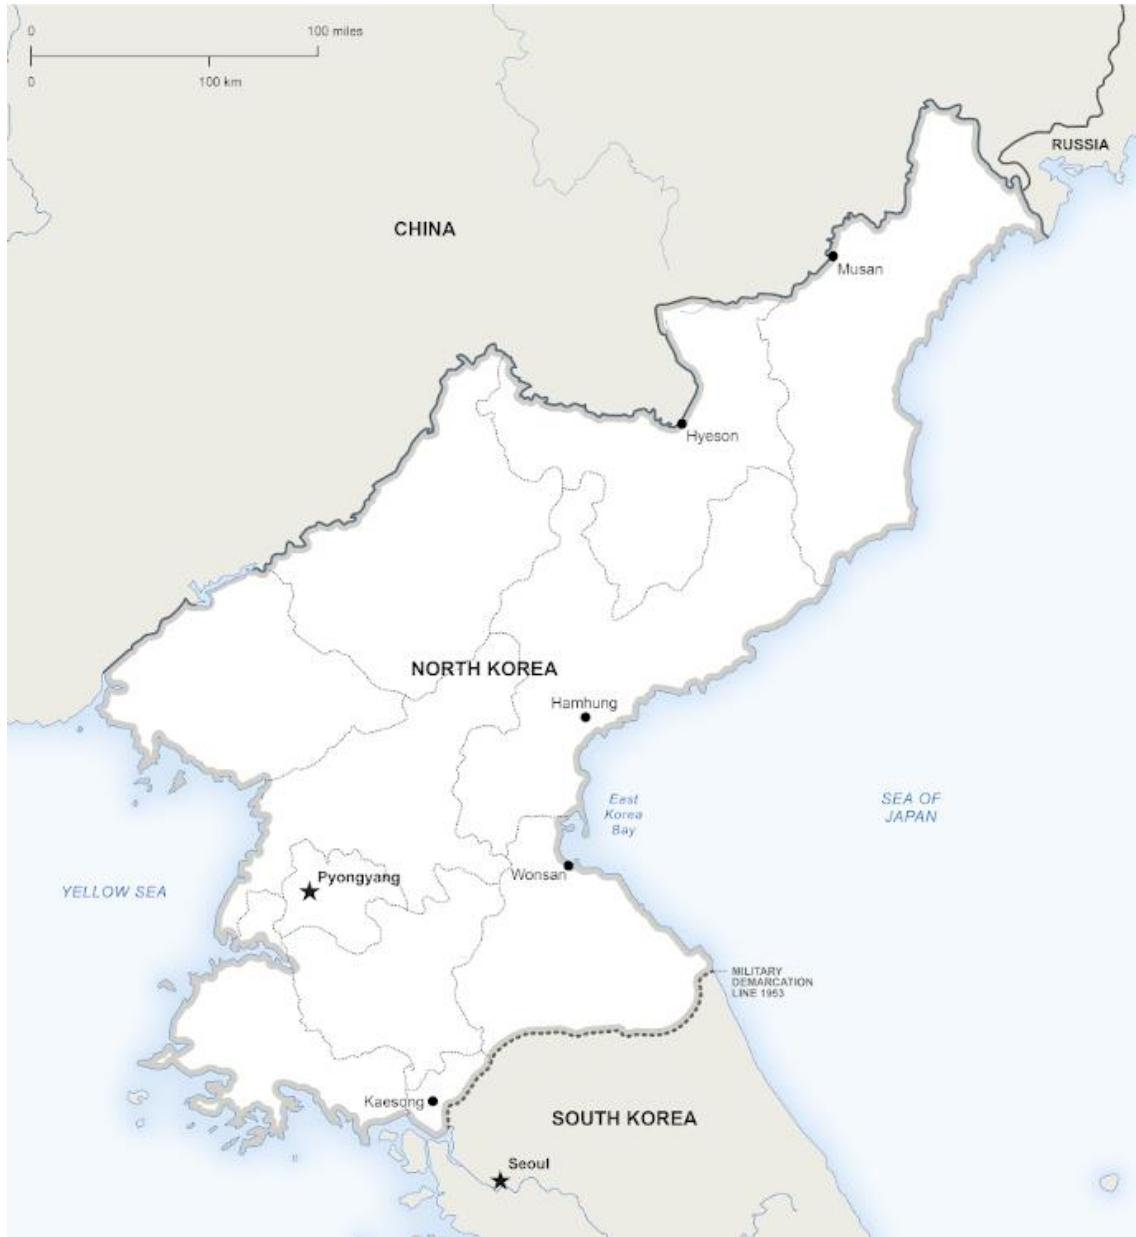 0
100 miles
0
100 km
RUSSIA
CHINA
Musan
Hyeson
NORTH KOREA
Hamhung
East
Korea
Bay
SEA OF
JAPAN
Wonsan
Pyongyang
YELLOW SEA
MILITARY
DEMARCATION
LINE 1953
Kaesong
SOUTH KOREA
Seoul